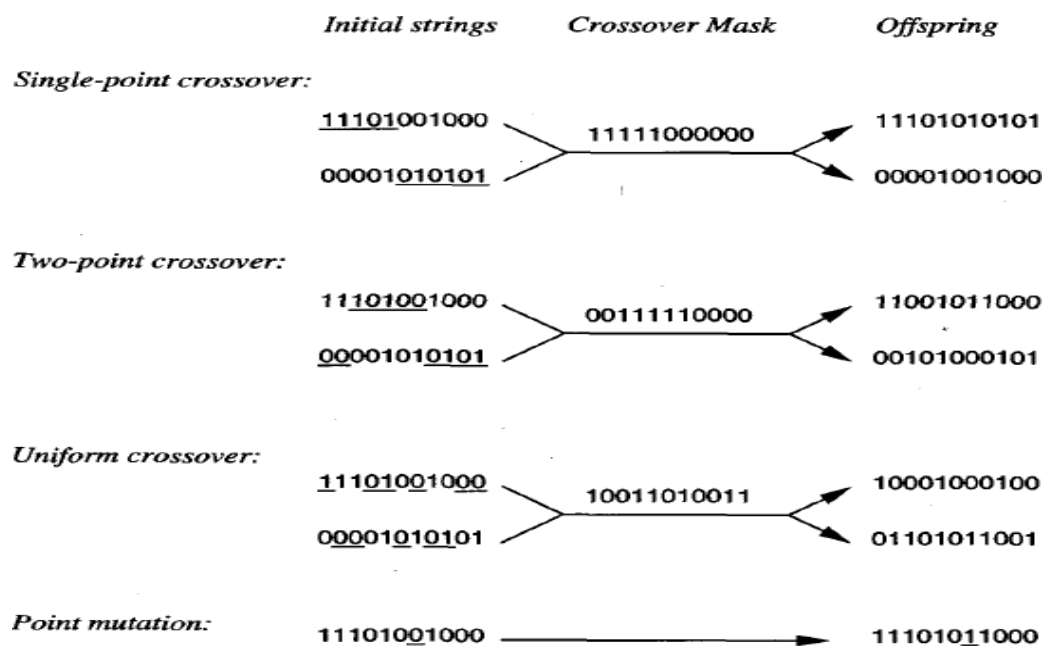 Initial strings Crossover Mask Offspring
Single-point crossover:
11101001000 11111000000 11101010101
00001010101 00001001000
Two-point crossover:
11101001000 00111110000 11001011000
00001010101 00101000101
Uniform crossover:
11101001000 10011010011 10001000100
00001010101 01101011001
Point mutation: 11101001000 11101011000